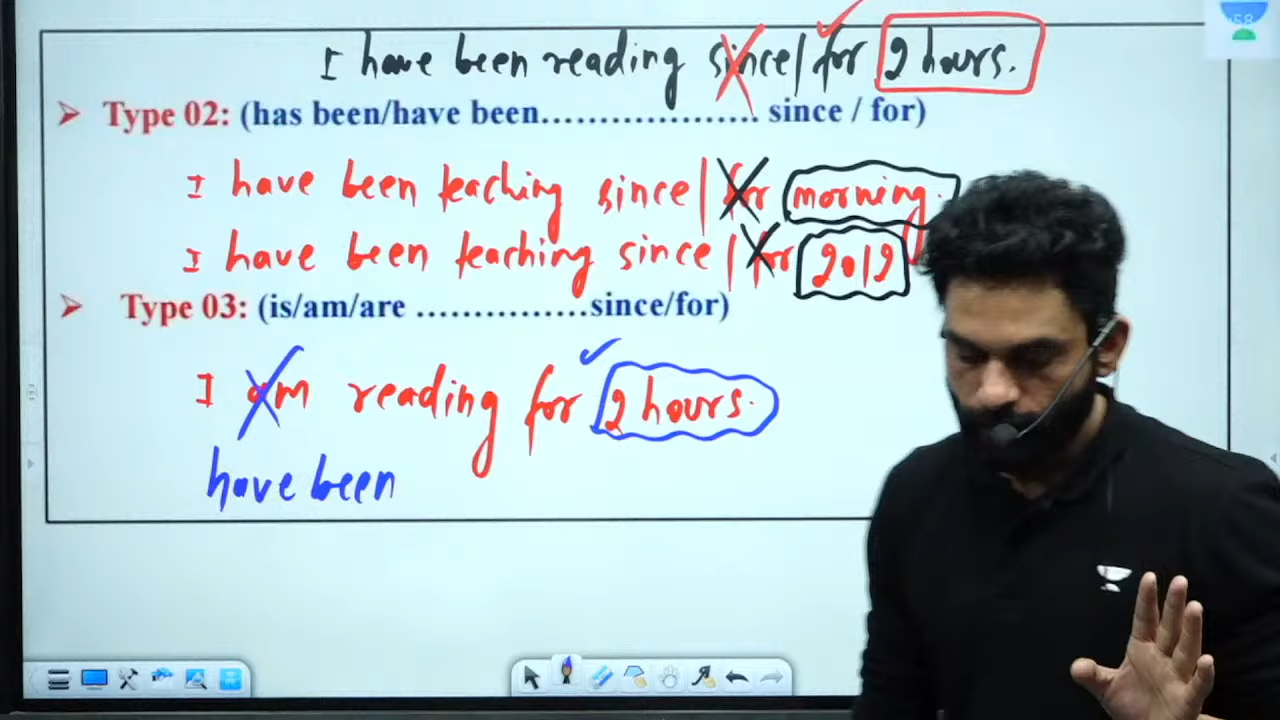 58
I have been reading since/for 2 hours.
➢ Type 02: (has been/have been………………… since / for)
I have been teaching since/for morning.
I have been teaching since/for 2012
➢ Type 03: (is/am/are ……………since/for)
I am reading for 2 hours.
have been